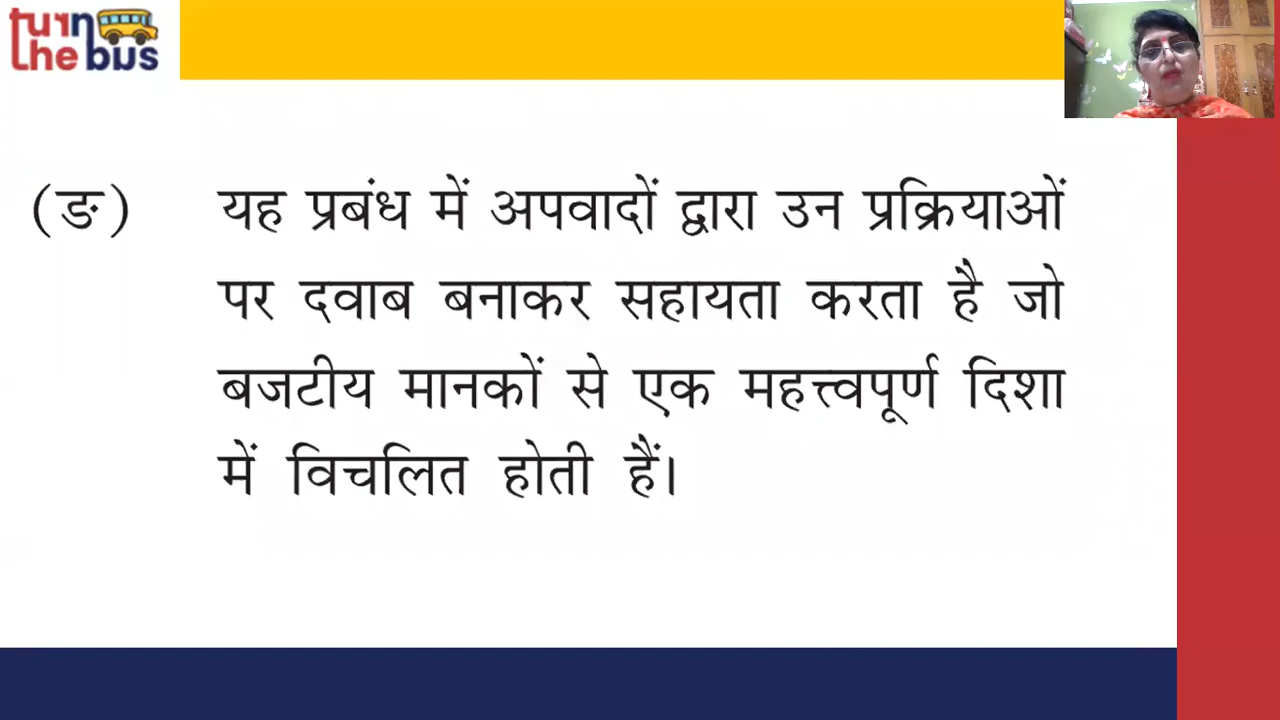 turn
the bus
(ङ) यह प्रबंध में अपवादों द्वारा उन प्रक्रियाओं
पर दवाब बनाकर सहायता करता है जो
बजटीय मानकों से एक महत्त्वपूर्ण दिशा
में विचलित होती हैं।